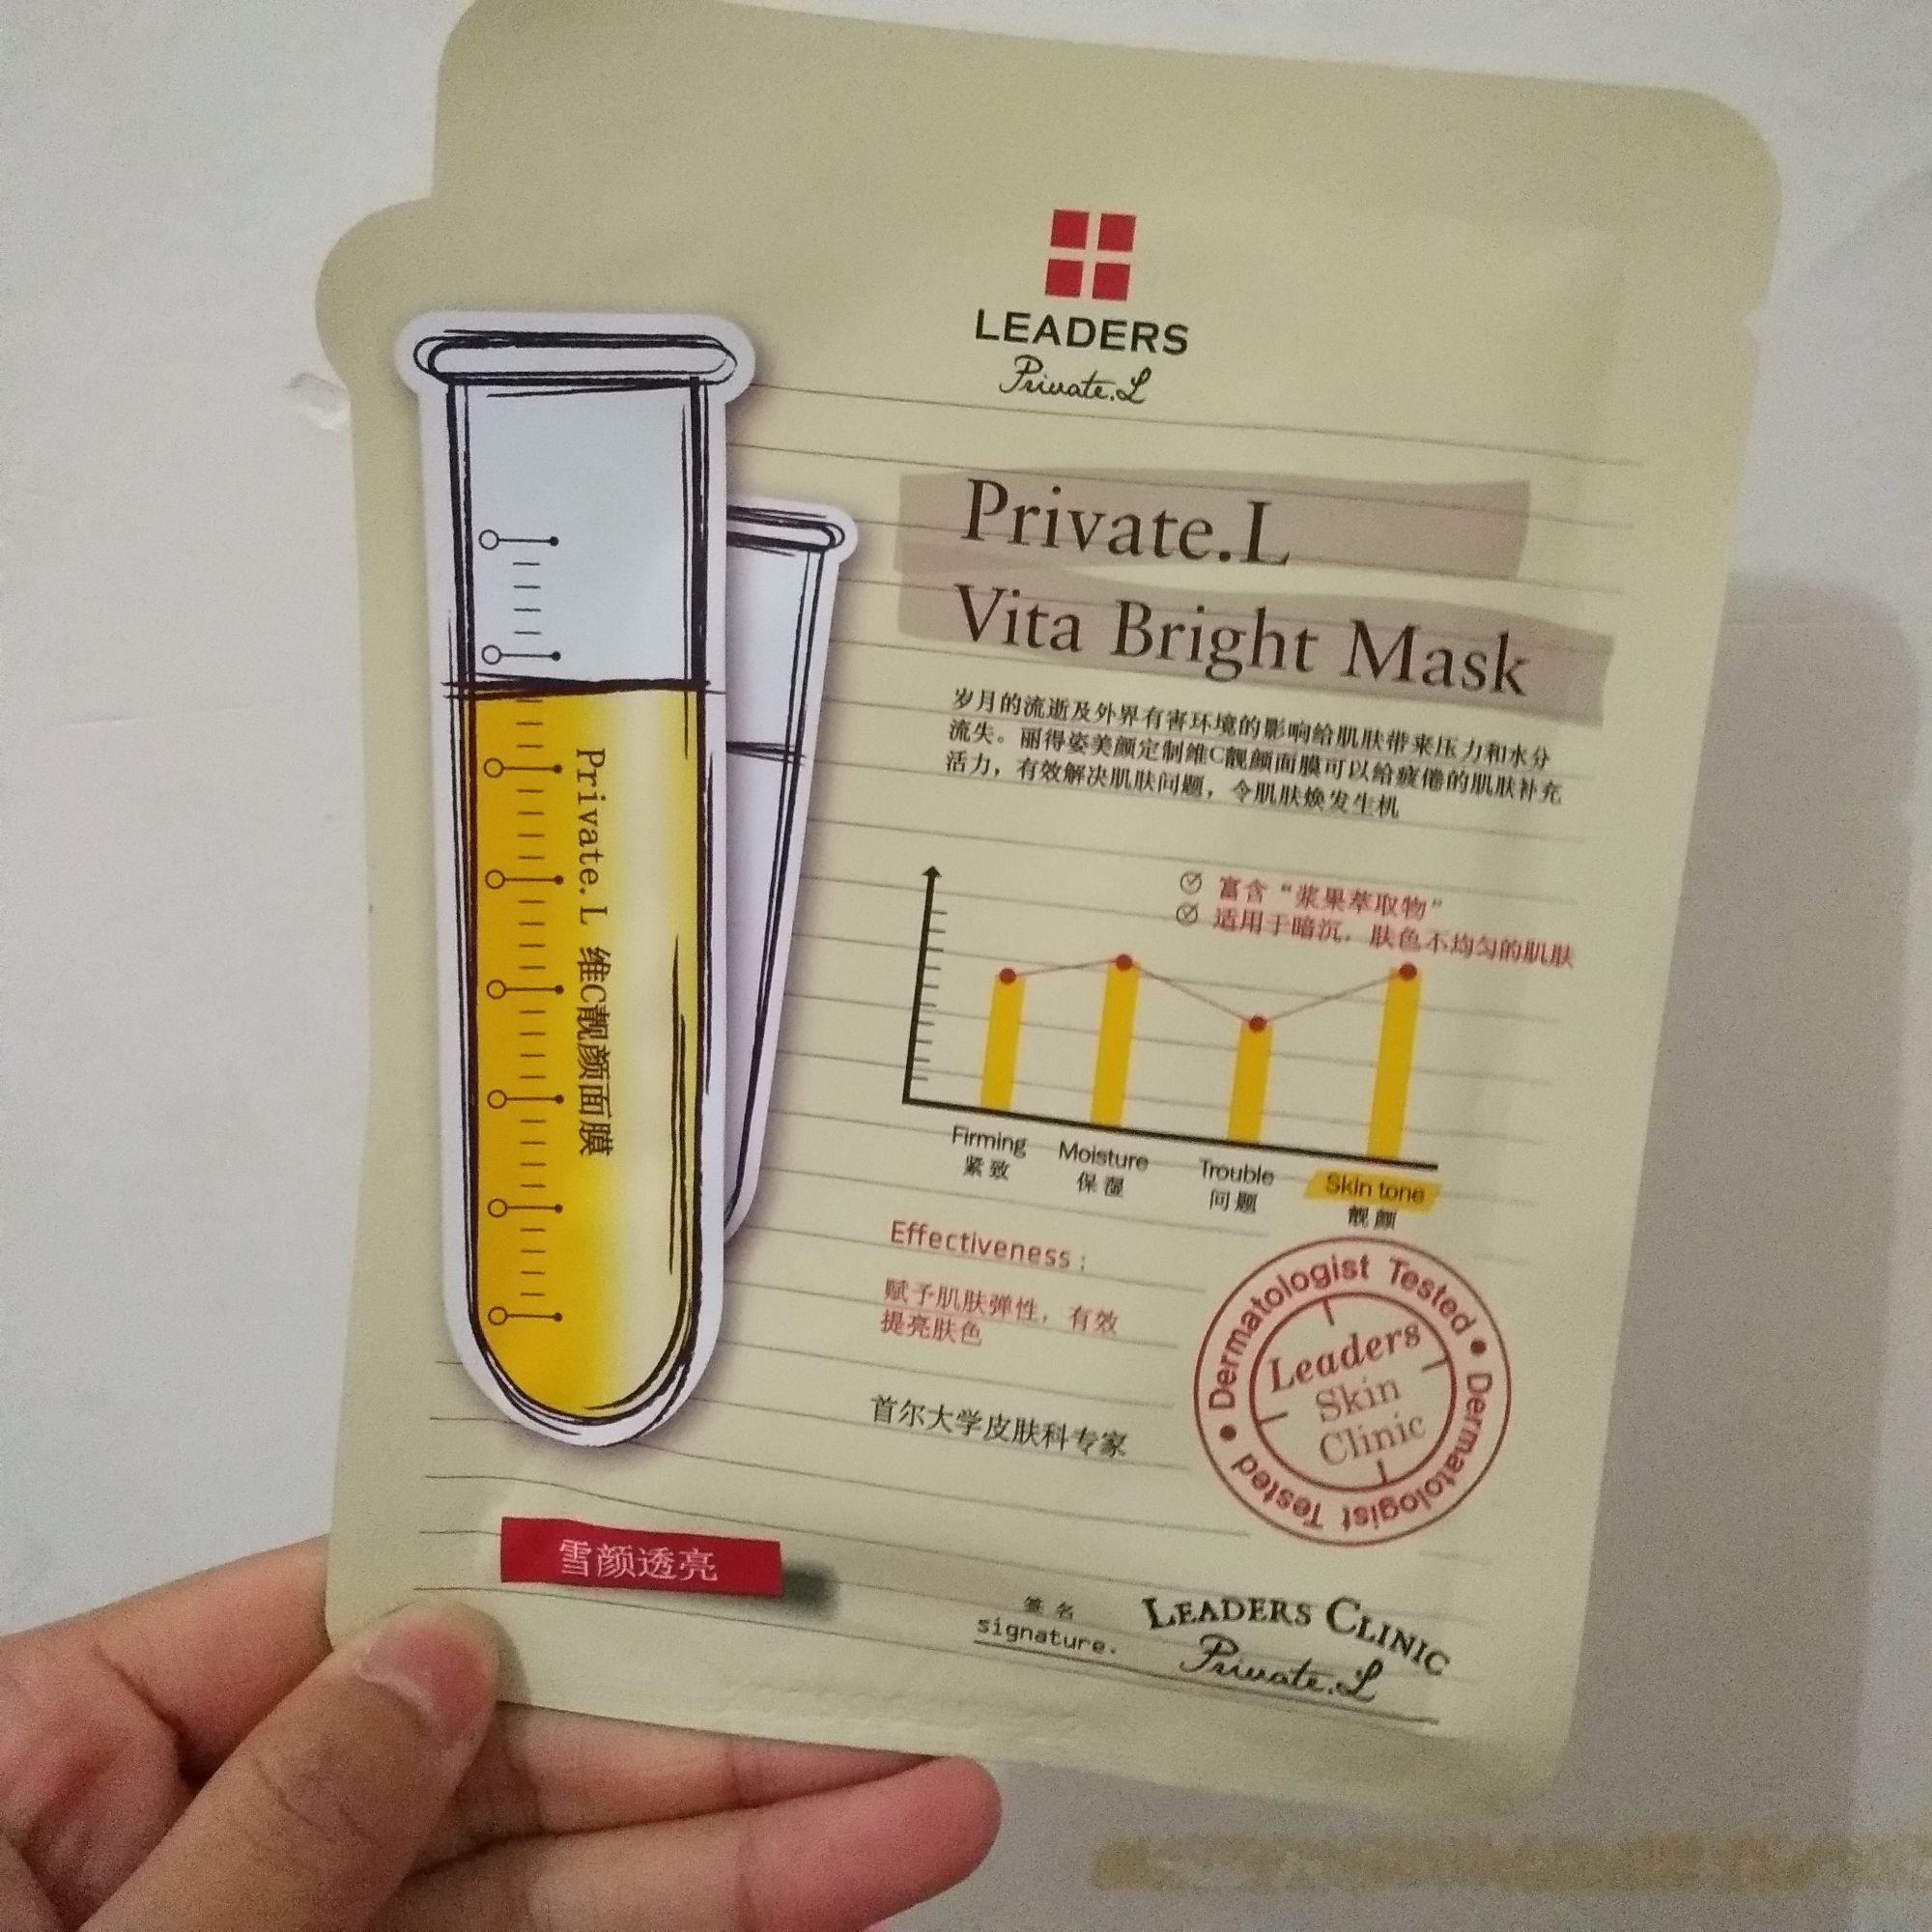 LEADERS
Private.L
Private.L
Vita Bright Mask
岁月的流逝及外界有害环境的影响给肌肤带来压力和水分
流失。丽得姿美颜定制维C靓颜面膜可以给疲倦的肌肤补充
活力，有效解决肌肤问题，令肌肤焕发生机
Private.L 维C靓颜面膜
富含“浆果萃取物”
适用于暗沉，肤色不均匀的肌肤
Firming
紧致
Moisture
保湿
Trouble
问题
Skin tone
靓颜
Effectiveness:
赋予肌肤弹性，有效
提亮肤色
首尔大学皮肤科专家
Dermatologist Tested • Dermatologist Tested •
Leaders
Skin
Clinic
雪颜透亮
签名
signature.
LEADERS CLINIC
Private.L